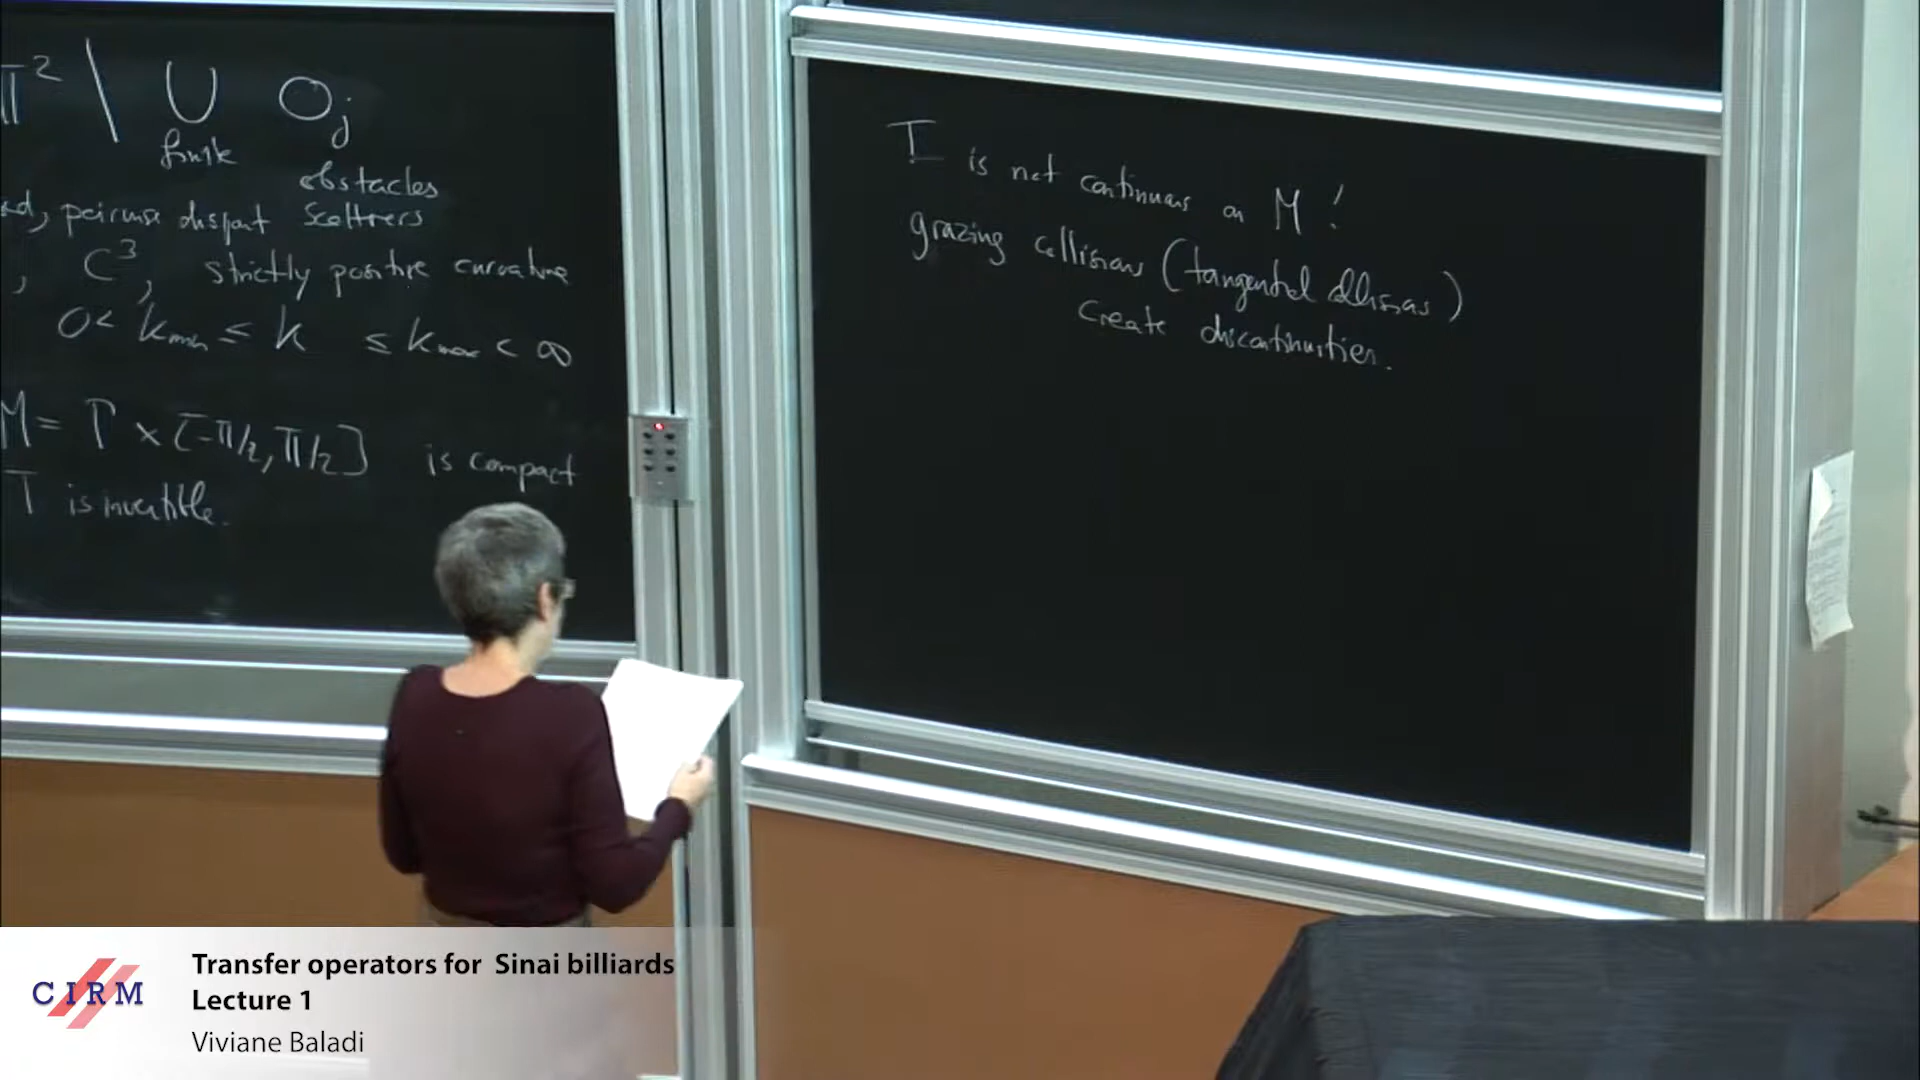 𝕋² \ ∪ O_j
finite
obstacles
pairwise disjoint scatterers
, C³, strictly positive curvature
0 < k_min ≤ k ≤ k_max < ∞
M = Γ × [-π/2, π/2] is compact
T is invertible.
T is not continuous on M!
grazing collisions (tangential collisions)
create discontinuities.
CIRM
Transfer operators for Sinai billiards
Lecture 1
Viviane Baladi